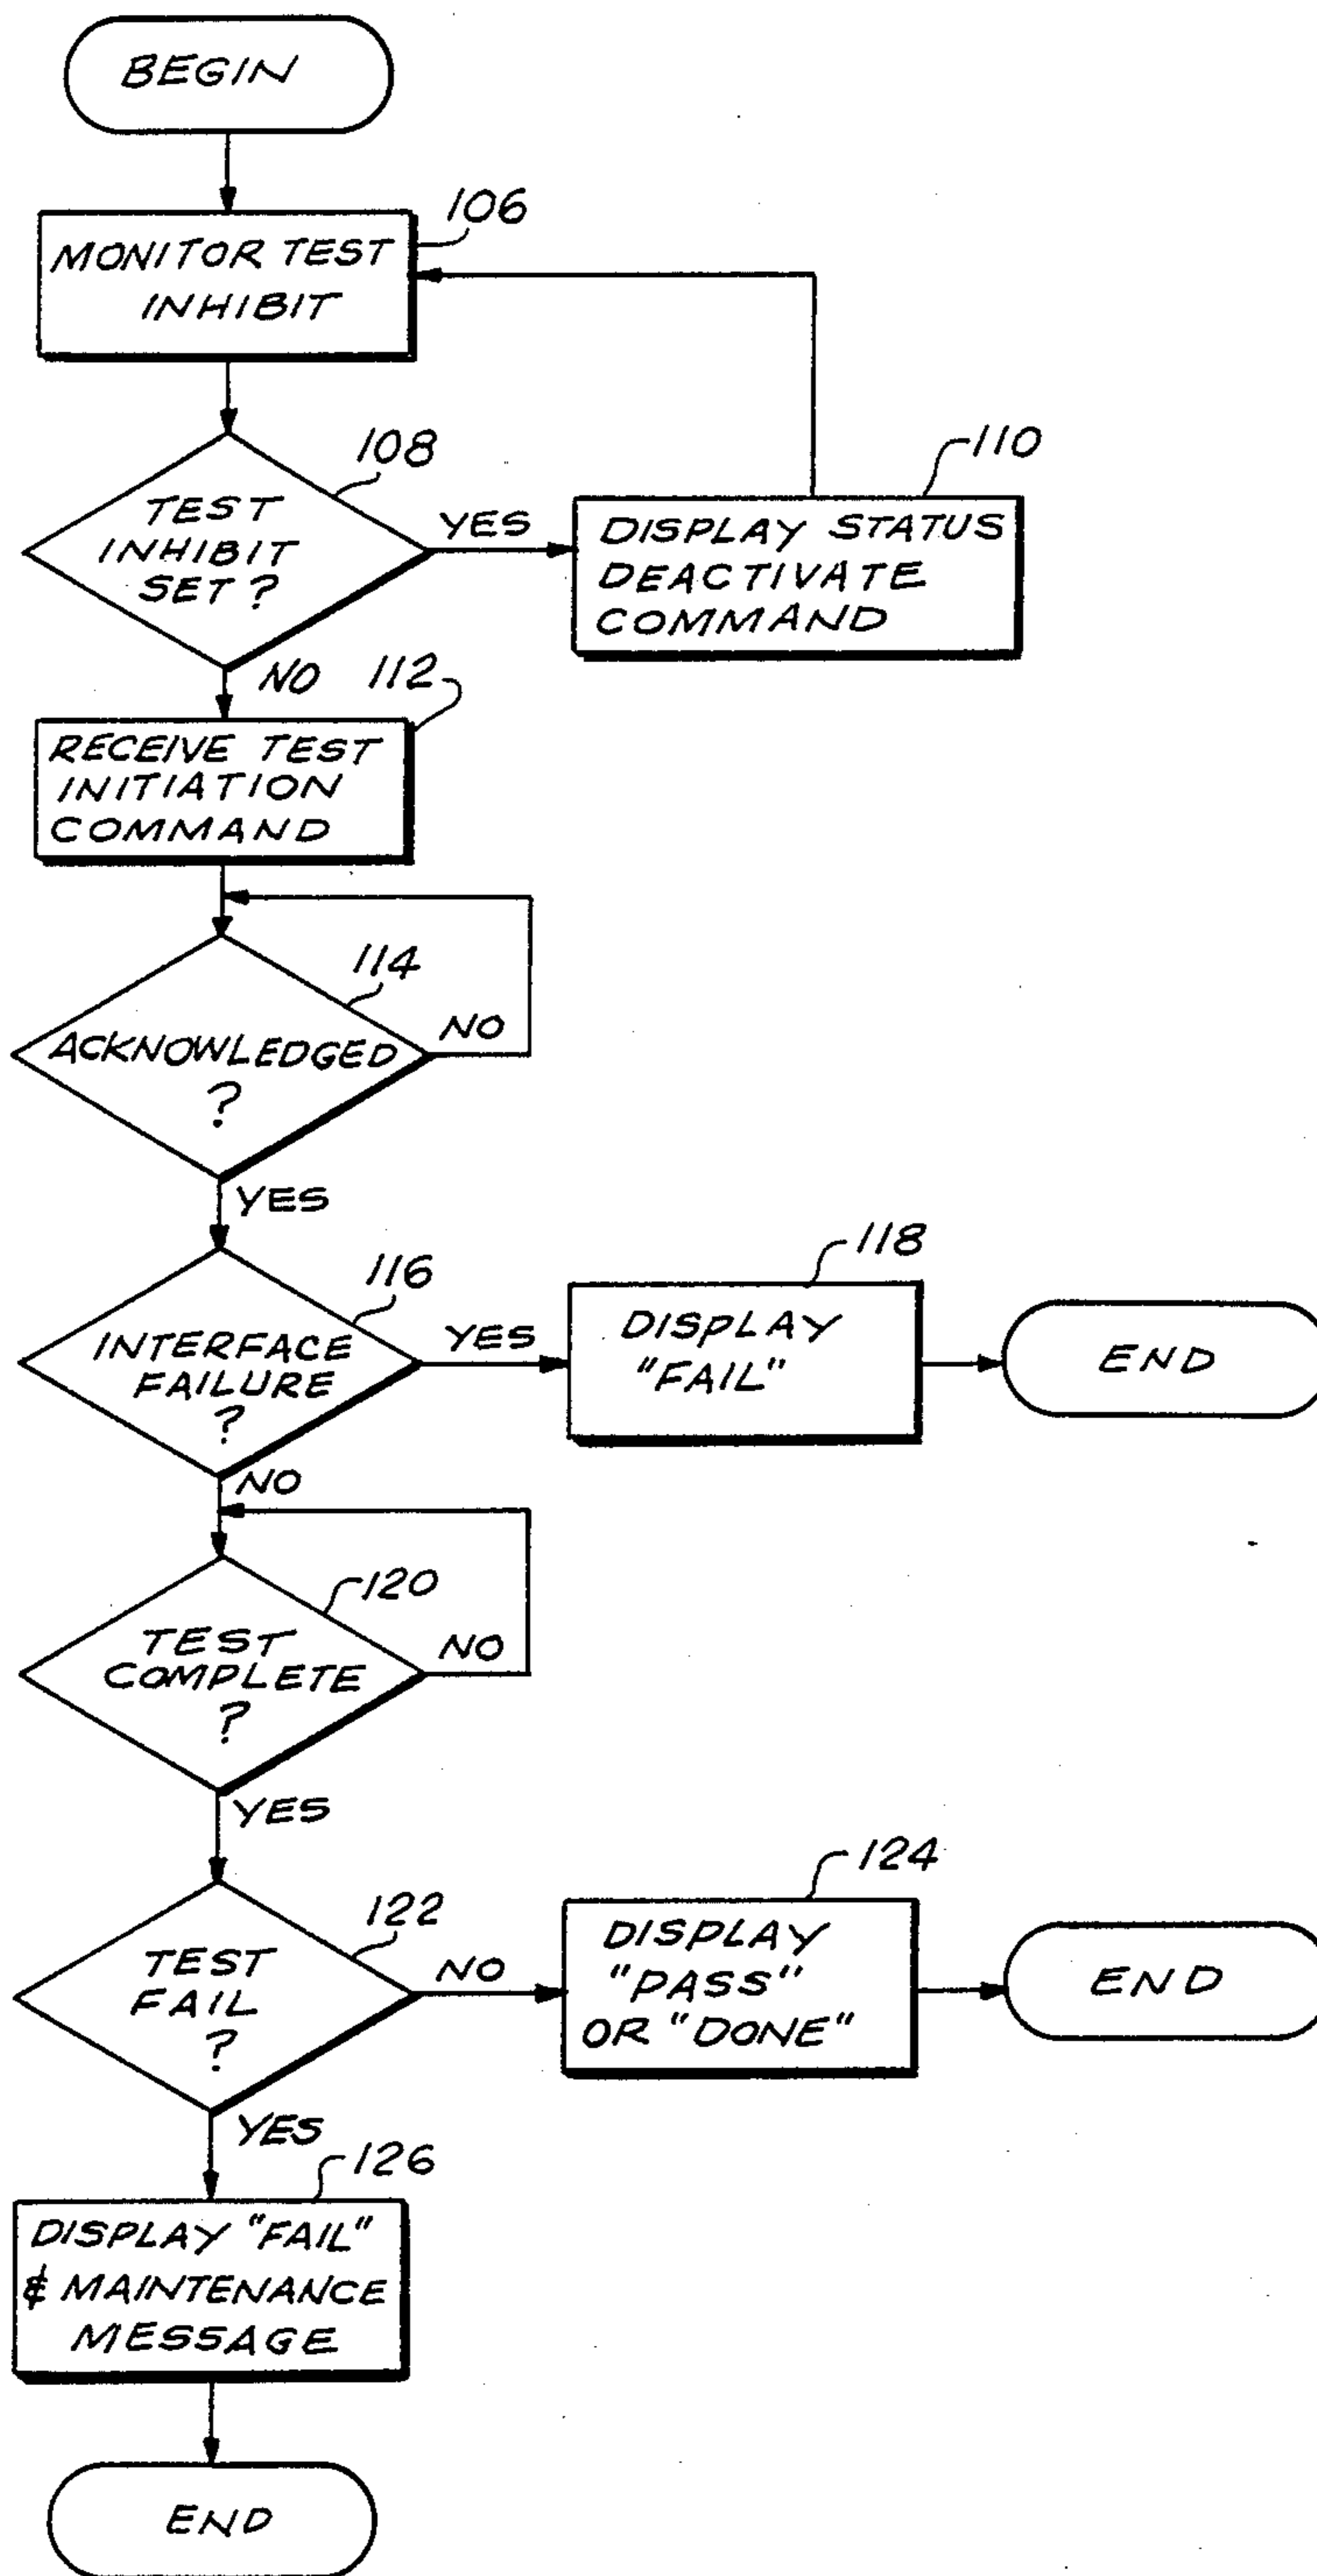 BEGIN
106
MONITOR TEST
INHIBIT
108
TEST
INHIBIT
SET?
YES
110
DISPLAY STATUS
DEACTIVATE
COMMAND
NO
112
RECEIVE TEST
INITIATION
COMMAND
114
ACKNOWLEDGED
?
NO
YES
116
INTERFACE
FAILURE
?
YES
118
DISPLAY
"FAIL"
END
NO
120
TEST
COMPLETE
?
NO
YES
122
TEST
FAIL
?
NO
124
DISPLAY
"PASS"
OR "DONE"
END
YES
126
DISPLAY "FAIL"
& MAINTENANCE
MESSAGE
END